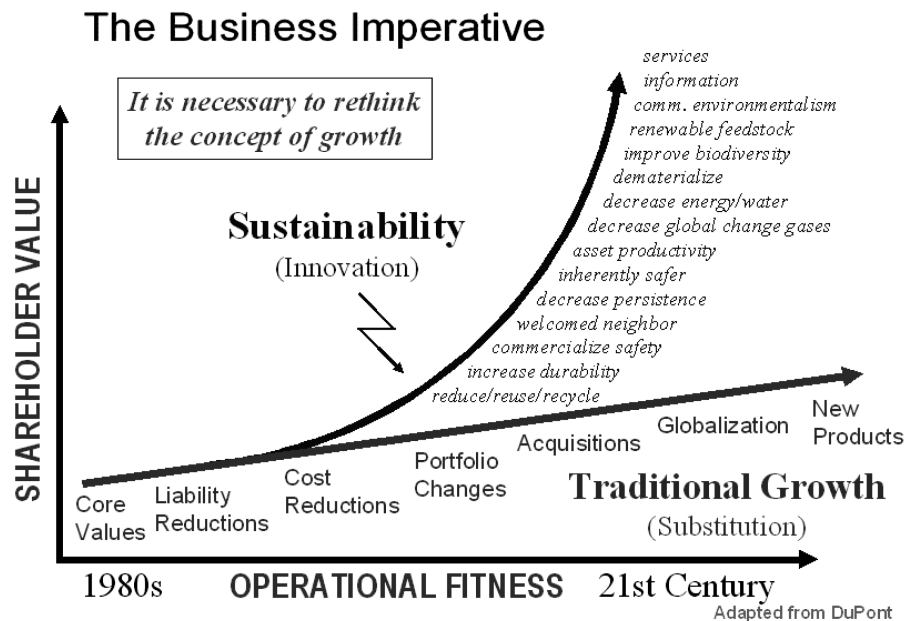 The Business Imperative
It is necessary to rethink
the concept of growth
SHAREHOLDER VALUE
Sustainability
(Innovation)
services
information
comm. environmentalism
renewable feedstock
improve biodiversity
dematerialize
decrease energy/water
decrease global change gases
asset productivity
inherently safer
decrease persistence
welcomed neighbor
commercialize safety
increase durability
reduce/reuse/recycle
Core
Values
Liability
Reductions
Cost
Reductions
Portfolio
Changes
Acquisitions
Globalization
New
Products
Traditional Growth
(Substitution)
1980s
OPERATIONAL FITNESS
21st Century
Adapted from DuPont